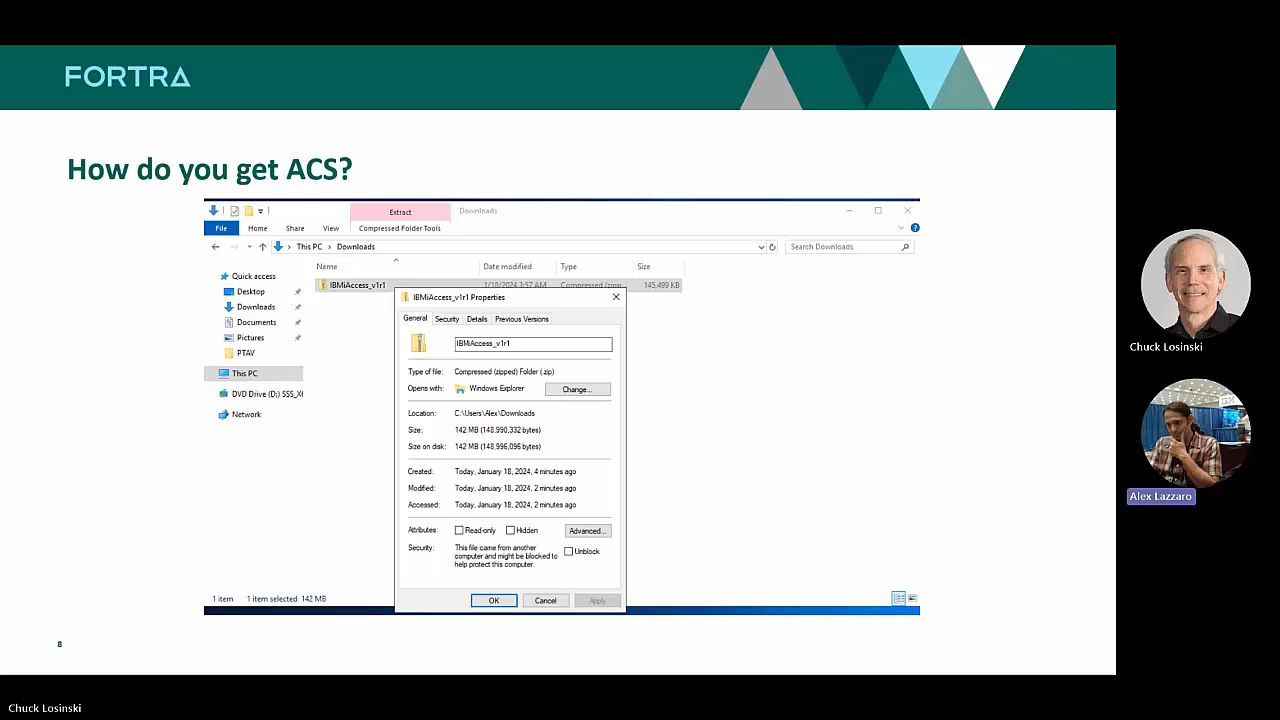 FORTRA
How do you get ACS?
Extract
Downloads
File
Home
Share
View
Compressed Folder Tools
This PC
Downloads
Search Downloads
Name
Date modified
Type
Size
Quick access
Desktop
Downloads
Documents
Pictures
PTAV
This PC
DVD Drive (D:) SSS_X6
Network
IBMiAccess_v1r1
1/18/2024 3:57 AM
Compressed (zipp
145,499 KB
IBMiAccess_v1r1 Properties
General
Security
Details
Previous Versions
IBMiAccess_v1r1
Type of file:
Compressed (zipped) Folder (.zip)
Opens with:
Windows Explorer
Change...
Location:
C:\Users\Alex\Downloads
Size:
142 MB (148,990,332 bytes)
Size on disk:
142 MB (148,996,096 bytes)
Created:
Today, January 18, 2024, 4 minutes ago
Modified:
Today, January 18, 2024, 2 minutes ago
Accessed:
Today, January 18, 2024, 2 minutes ago
Attributes:
Read-only
Hidden
Advanced...
Security:
This file came from another
computer and might be blocked to
help protect this computer.
Unblock
OK
Cancel
Apply
1 item
1 item selected 142 MB
8
Chuck Losinski
Alex Lazzaro
Chuck Losinski